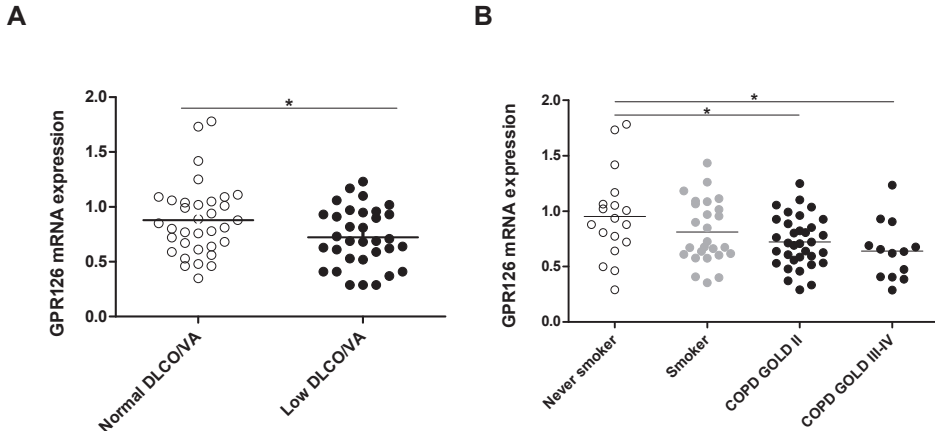 A
B
*
2.0
1.5
1.0
0.5
0.0
GPR126 mRNA expression
Normal DLCO/VA
Low DLCO/VA
*
*
2.0
1.5
1.0
0.5
0.0
GPR126 mRNA expression
Never smoker
Smoker
COPD GOLD II
COPD GOLD III-IV